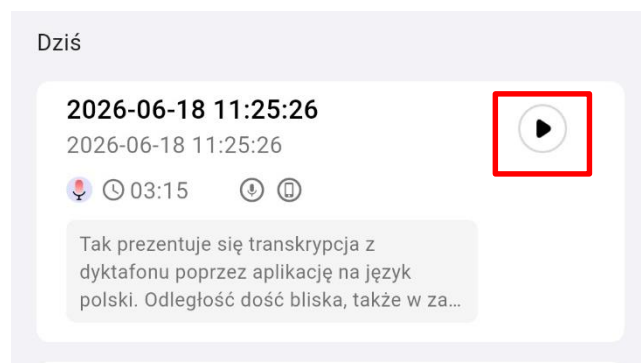 Dziś
2026-06-18 11:25:26
2026-06-18 11:25:26
03:15
Tak prezentuje się transkrypcja z
dyktafonu poprzez aplikację na język
polski. Odległość dość bliska, także w za...